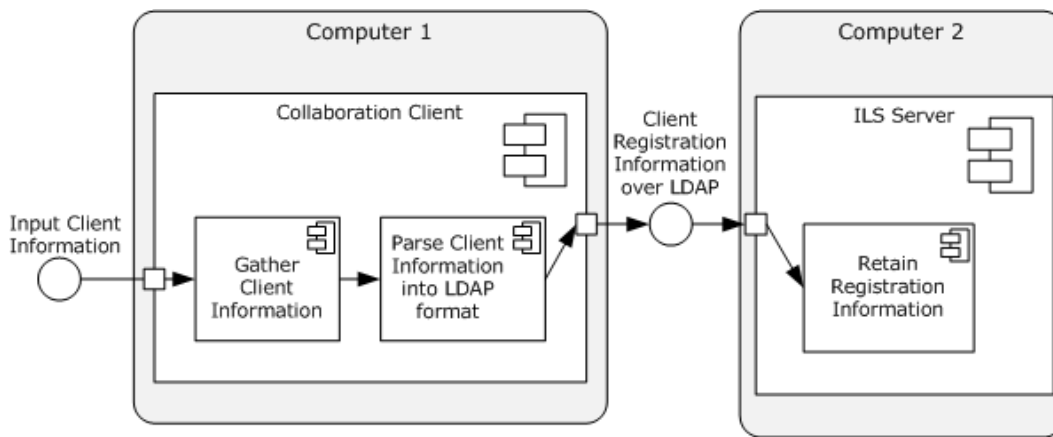 Computer 1
Computer 2
Collaboration Client
ILS Server
Client
Registration
Information
over LDAP
Input Client
Information
Gather
Client
Information
Parse Client
Information
into LDAP
format
Retain
Registration
Information